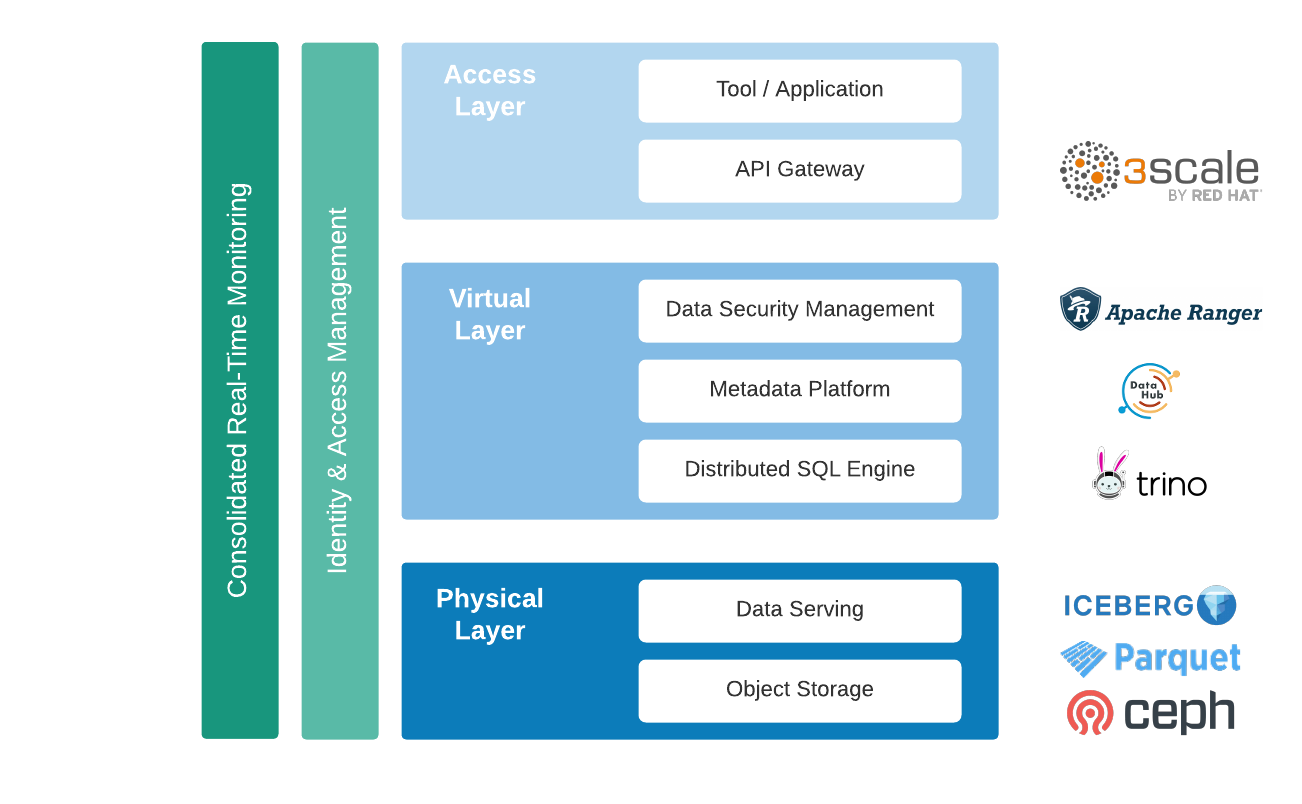 Consolidated Real-Time Monitoring
Identity & Access Management
Access
Layer
Tool / Application
API Gateway
3scale
BY RED HAT
Virtual
Layer
Data Security Management
Metadata Platform
Distributed SQL Engine
R
Apache Ranger
Data
Hub
trino
Physical
Layer
Data Serving
Object Storage
ICEBERG
Parquet
ceph